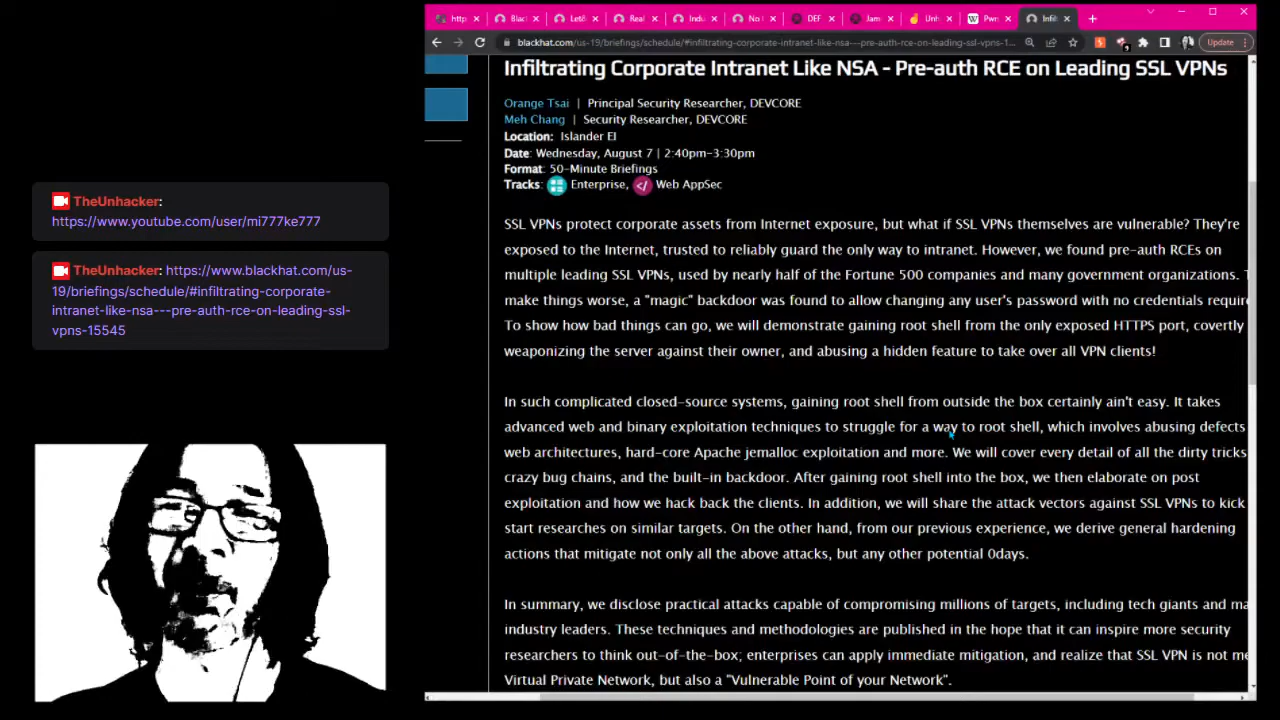 http
Blac
Letō
Real
Indu
No
DEF
Jam
Unh
Pwn
Infilt
blackhat.com/us-19/briefings/schedule/#infiltrating-corporate-intranet-like-nsa---pre-auth-rce-on-leading-ssl-vpns-1...
Update
Infiltrating Corporate Intranet Like NSA - Pre-auth RCE on Leading SSL VPNs
Orange Tsai | Principal Security Researcher, DEVCORE
Meh Chang | Security Researcher, DEVCORE
Location: Islander EI
Date: Wednesday, August 7 | 2:40pm-3:30pm
Format: 50-Minute Briefings
Tracks: Enterprise, </> Web AppSec
SSL VPNs protect corporate assets from Internet exposure, but what if SSL VPNs themselves are vulnerable? They're
exposed to the Internet, trusted to reliably guard the only way to intranet. However, we found pre-auth RCEs on
multiple leading SSL VPNs, used by nearly half of the Fortune 500 companies and many government organizations. T
make things worse, a "magic" backdoor was found to allow changing any user's password with no credentials require
To show how bad things can go, we will demonstrate gaining root shell from the only exposed HTTPS port, covertly
weaponizing the server against their owner, and abusing a hidden feature to take over all VPN clients!
In such complicated closed-source systems, gaining root shell from outside the box certainly ain't easy. It takes
advanced web and binary exploitation techniques to struggle for a way to root shell, which involves abusing defects
web architectures, hard-core Apache jemalloc exploitation and more. We will cover every detail of all the dirty tricks
crazy bug chains, and the built-in backdoor. After gaining root shell into the box, we then elaborate on post
exploitation and how we hack back the clients. In addition, we will share the attack vectors against SSL VPNs to kick
start researches on similar targets. On the other hand, from our previous experience, we derive general hardening
actions that mitigate not only all the above attacks, but any other potential 0days.
In summary, we disclose practical attacks capable of compromising millions of targets, including tech giants and ma
industry leaders. These techniques and methodologies are published in the hope that it can inspire more security
researchers to think out-of-the-box; enterprises can apply immediate mitigation, and realize that SSL VPN is not me
Virtual Private Network, but also a "Vulnerable Point of your Network".
TheUnhacker:
https://www.youtube.com/user/mi777ke777
TheUnhacker: https://www.blackhat.com/us-
19/briefings/schedule/#infiltrating-corporate-
intranet-like-nsa---pre-auth-rce-on-leading-ssl-
vpns-15545